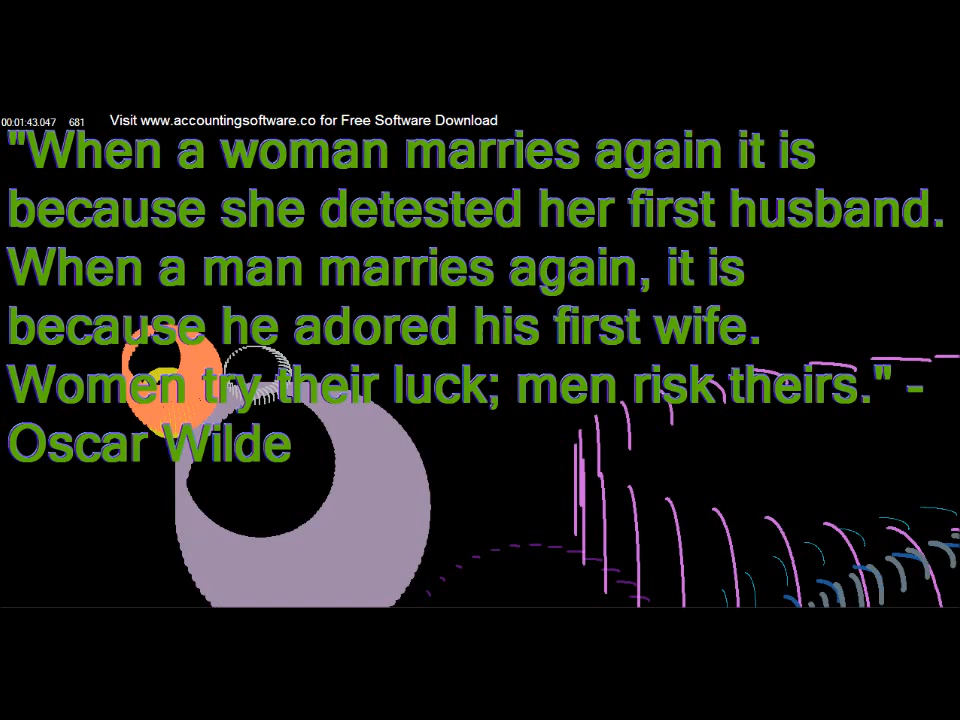 00:01:43.047 681 Visit www.accountingsoftware.co for Free Software Download
"When a woman marries again it is
because she detested her first husband.
When a man marries again, it is
because he adored his first wife.
Women try their luck; men risk theirs." -
Oscar Wilde